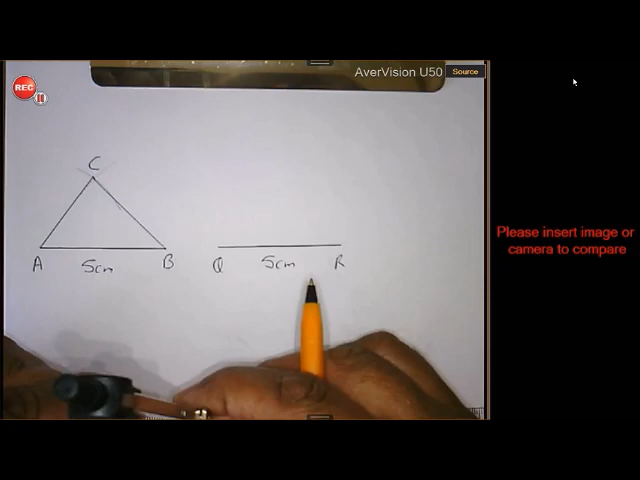 AverVision U50
Source
REC
C
A 5cm B
Q 5cm R
Please insert image or
camera to compare